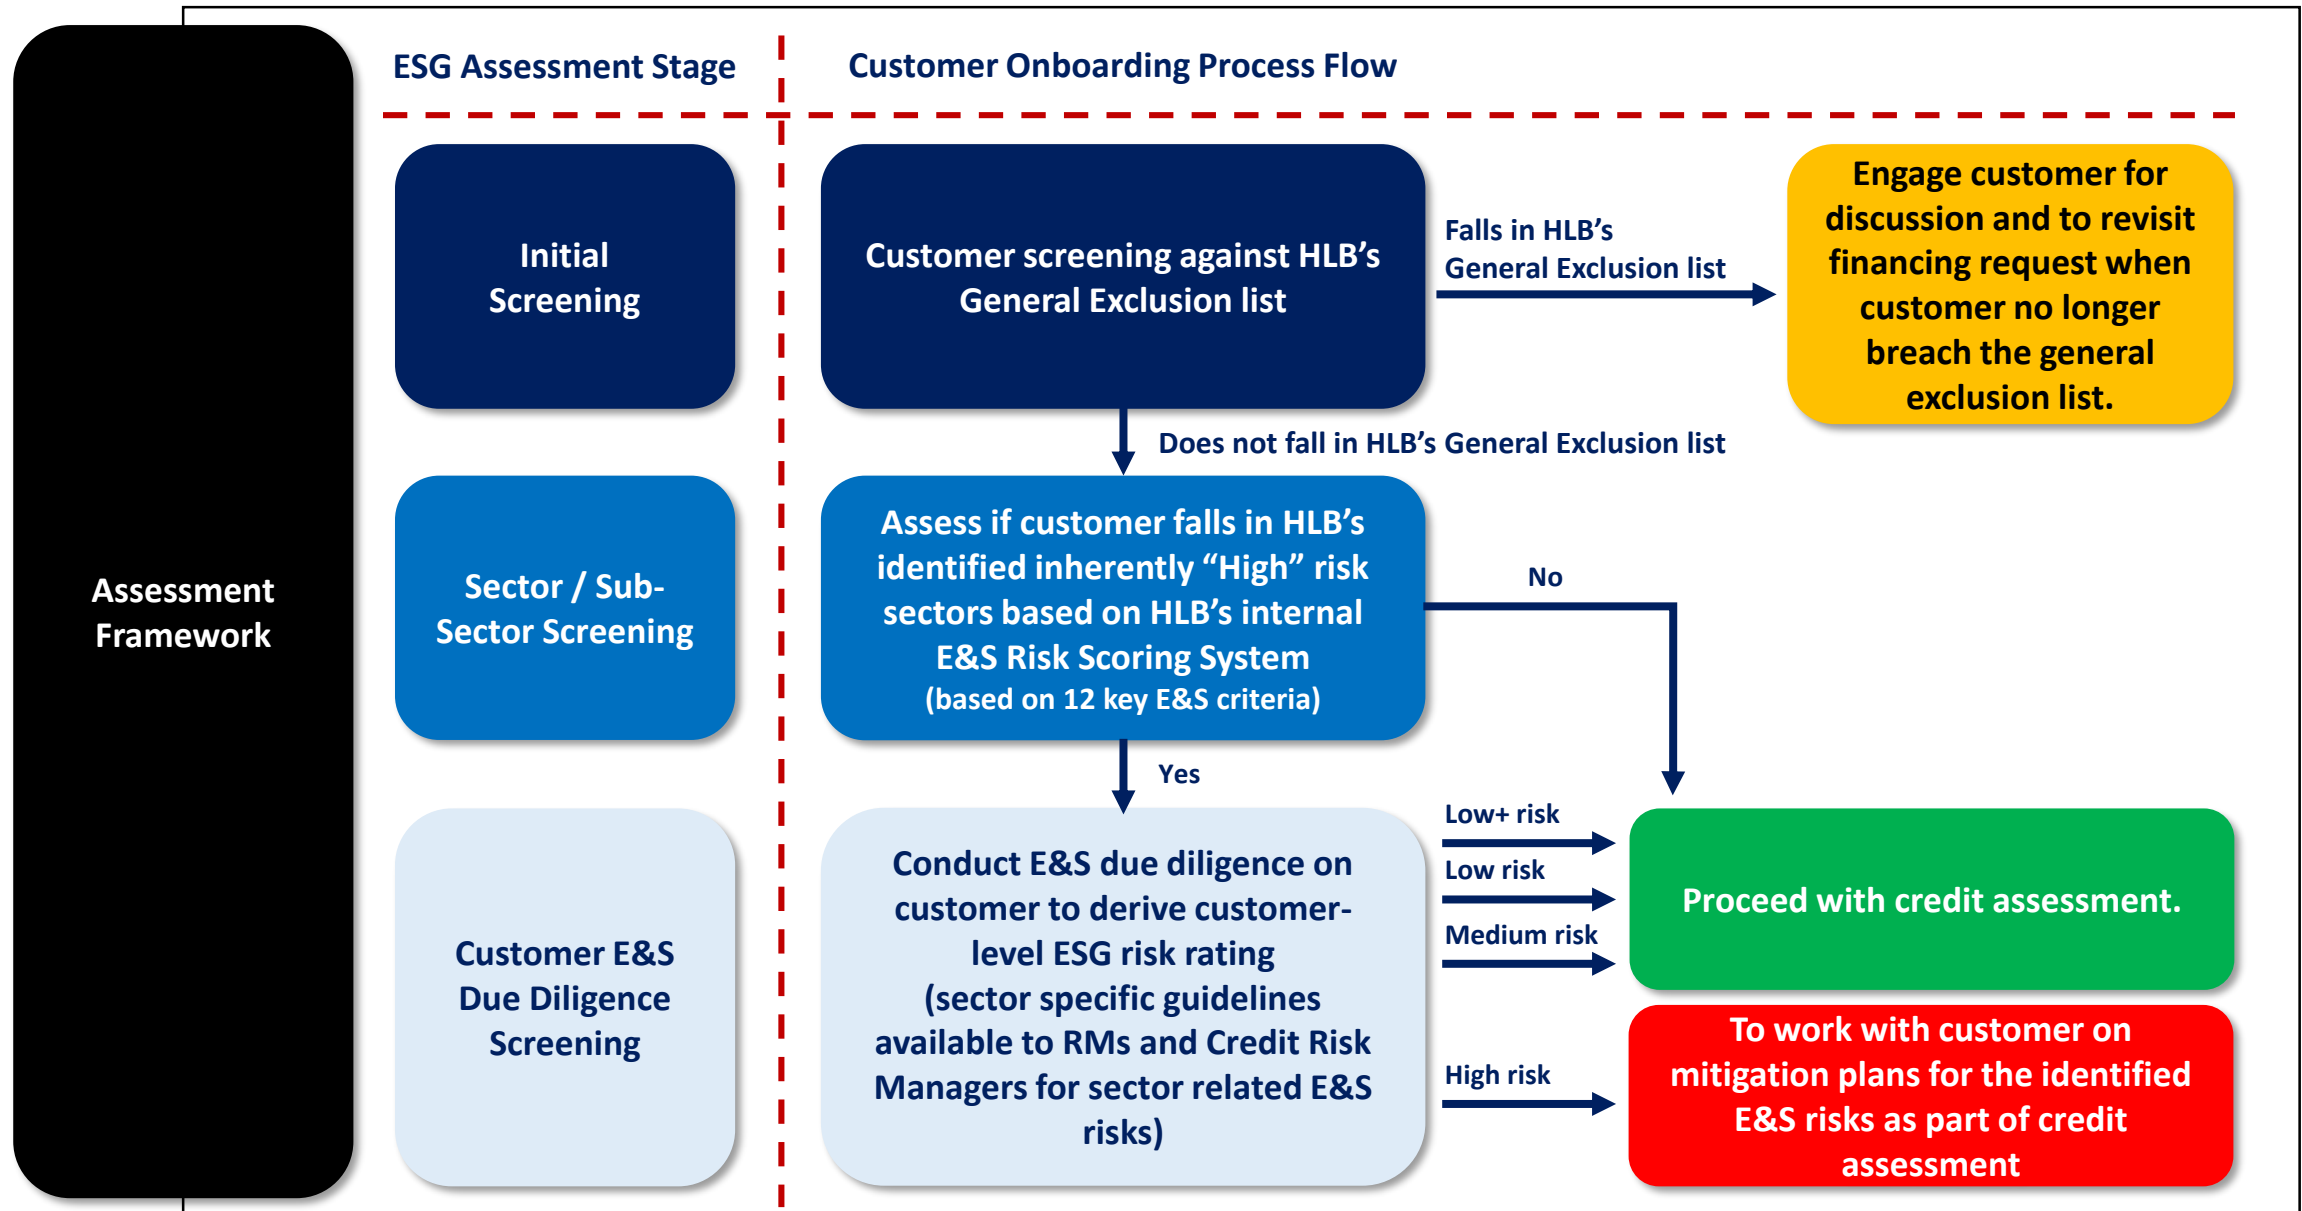 ESG Assessment Stage
Customer Onboarding Process Flow
Assessment
Framework
Initial
Screening
Customer screening against HLB’s
General Exclusion list
Falls in HLB’s
General Exclusion list
Engage customer for
discussion and to revisit
financing request when
customer no longer
breach the general
exclusion list.
Does not fall in HLB’s General Exclusion list
Sector / Sub-
Sector Screening
Assess if customer falls in HLB’s
identified inherently “High” risk
sectors based on HLB’s internal
E&S Risk Scoring System
(based on 12 key E&S criteria)
No
Yes
Customer E&S
Due Diligence
Screening
Conduct E&S due diligence on
customer to derive customer-
level ESG risk rating
(sector specific guidelines
available to RMs and Credit Risk
Managers for sector related E&S
risks)
Low+ risk
Low risk
Medium risk
High risk
Proceed with credit assessment.
To work with customer on
mitigation plans for the identified
E&S risks as part of credit
assessment